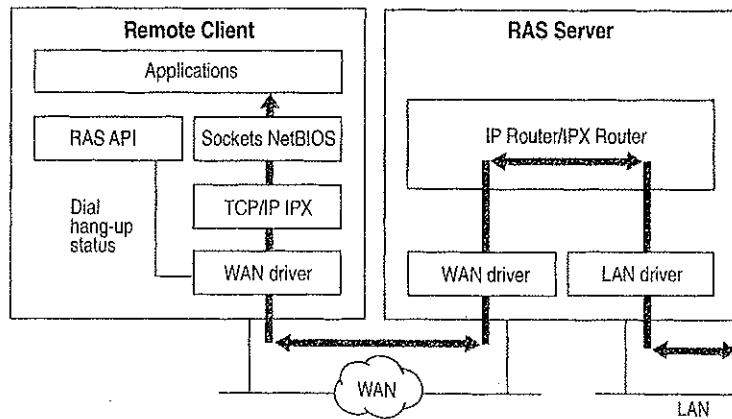 Remote Client
Applications
RAS API
Sockets NetBIOS
TCP/IP IPX
Dial
hang-up
status
WAN driver
RAS Server
IP Router/IPX Router
WAN driver
LAN driver
WAN
LAN